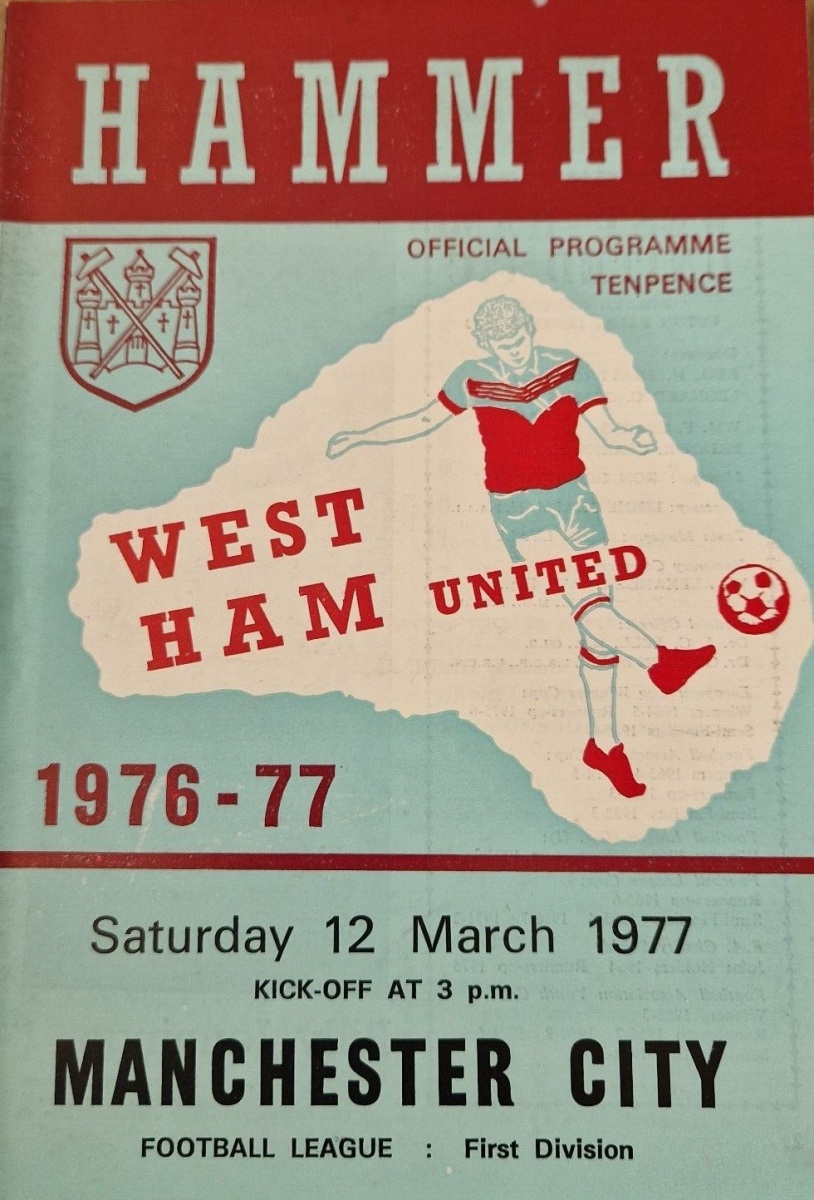 HAMMER
OFFICIAL PROGRAMME
TENPENCE
WEST
HAM UNITED
1976-77
Saturday 12 March 1977
KICK-OFF AT 3 p.m.
MANCHESTER CITY
FOOTBALL LEAGUE : First Division